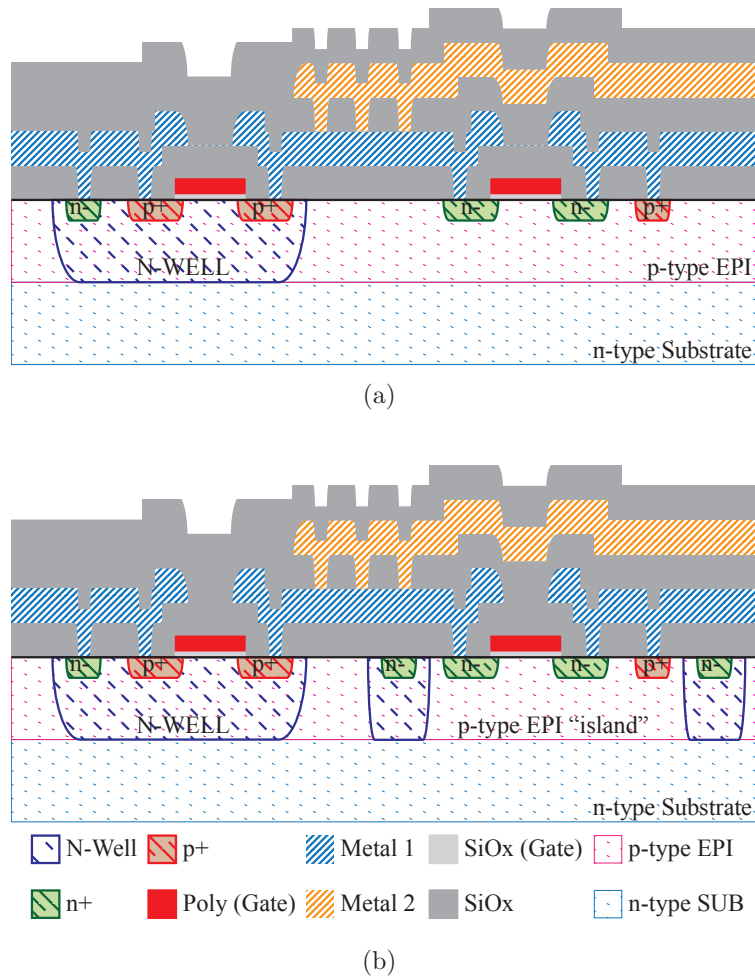 n- p+ p+ n- n- p+
N-WELL p-type EPI
n-type Substrate
(a)
n- p+ p+ n- n- n- p+ n-
N-WELL p-type EPI “island”
n-type Substrate
N-Well p+ Metal 1 SiOx (Gate) p-type EPI
n+ Poly (Gate) Metal 2 SiOx n-type SUB
(b)